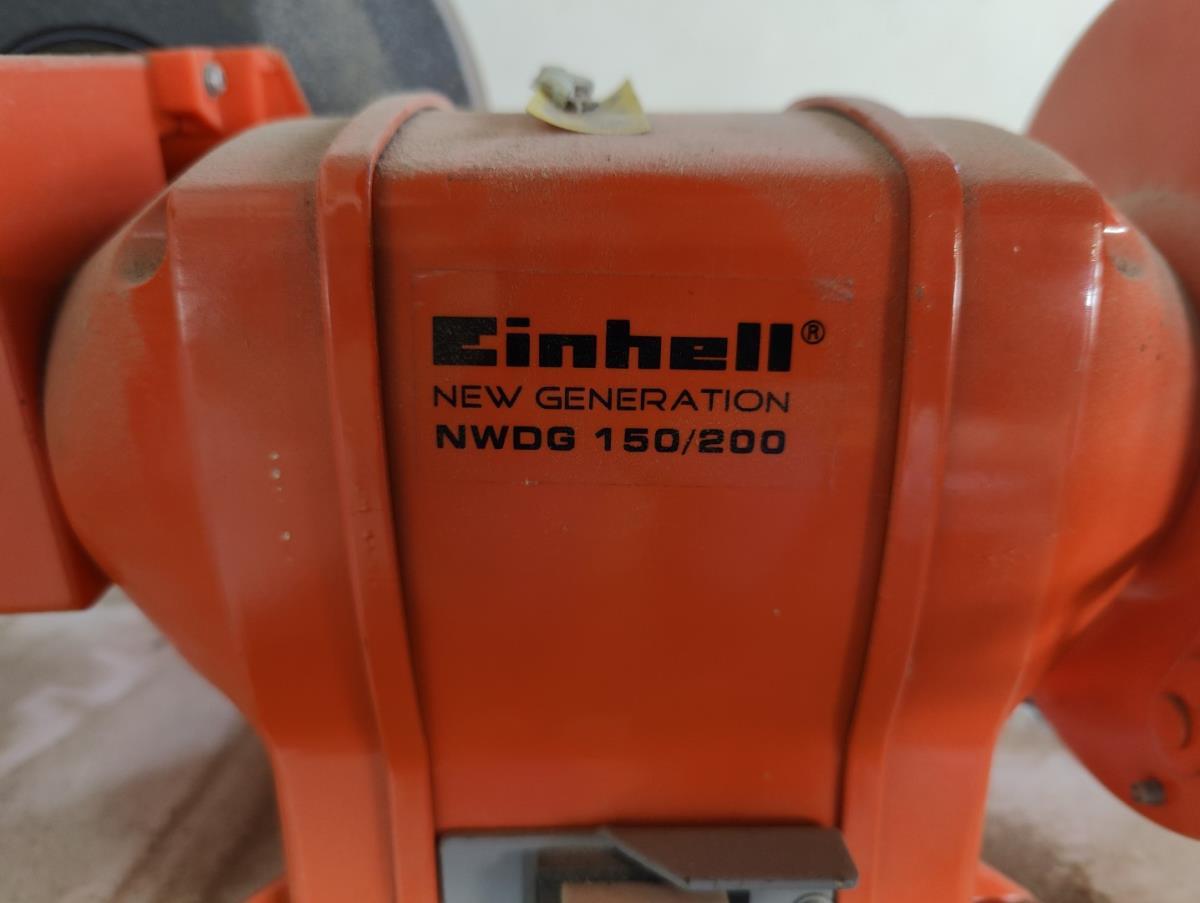 Einhell®
NEW GENERATION
NWDG 150/200